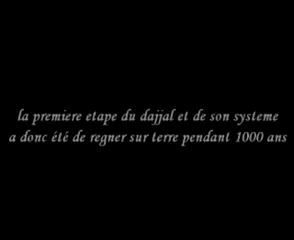 la premiere etape du dajjal et de son systeme
a donc été de regner sur terre pendant 1000 ans